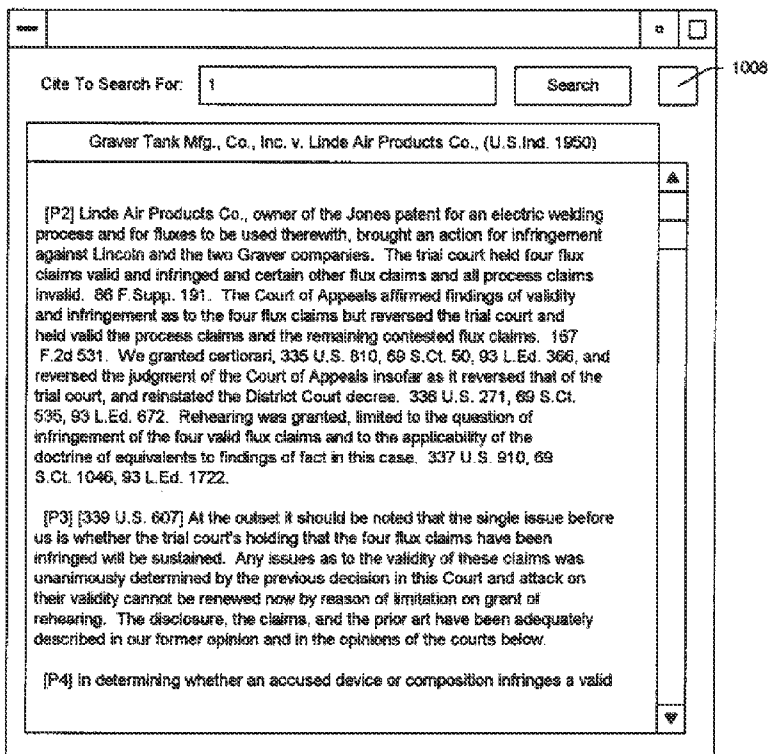 Cite To Search For: 1 Search
1008
Graver Tank Mfg., Co., Inc. v. Linde Air Products Co., (U.S.Ind. 1950)
[P2] Linde Air Products Co., owner of the Jones patent for an electric welding
process and for fluxes to be used therewith, brought an action for infringement
against Lincoln and the two Graver companies. The trial court held four flux
claims valid and infringed and certain other flux claims and all process claims
invalid. 86 F.Supp. 191. The Court of Appeals affirmed findings of validity
and infringement as to the four flux claims but reversed the trial court and
held valid the process claims and the remaining contested flux claims. 167
F.2d 531. We granted certiorari, 335 U.S. 810, 69 S.Ct. 50, 93 L.Ed. 366, and
reversed the judgment of the Court of Appeals insofar as it reversed that of the
trial court, and reinstated the District Court decree. 336 U.S. 271, 69 S.Ct.
535, 93 L.Ed. 672. Rehearing was granted, limited to the question of
infringement of the four valid flux claims and to the applicability of the
doctrine of equivalents to findings of fact in this case. 337 U.S. 910, 69
S.Ct. 1046, 93 L.Ed. 1722.
[P3] [339 U.S. 607] At the outset it should be noted that the single issue before
us is whether the trial court's holding that the four flux claims have been
infringed will be sustained. Any issues as to the validity of these claims was
unanimously determined by the previous decision in this Court and attack on
their validity cannot be renewed now by reason of limitation on grant of
rehearing. The disclosure, the claims, and the prior art have been adequately
described in our former opinion and in the opinions of the courts below.
[P4] In determining whether an accused device or composition infringes a valid